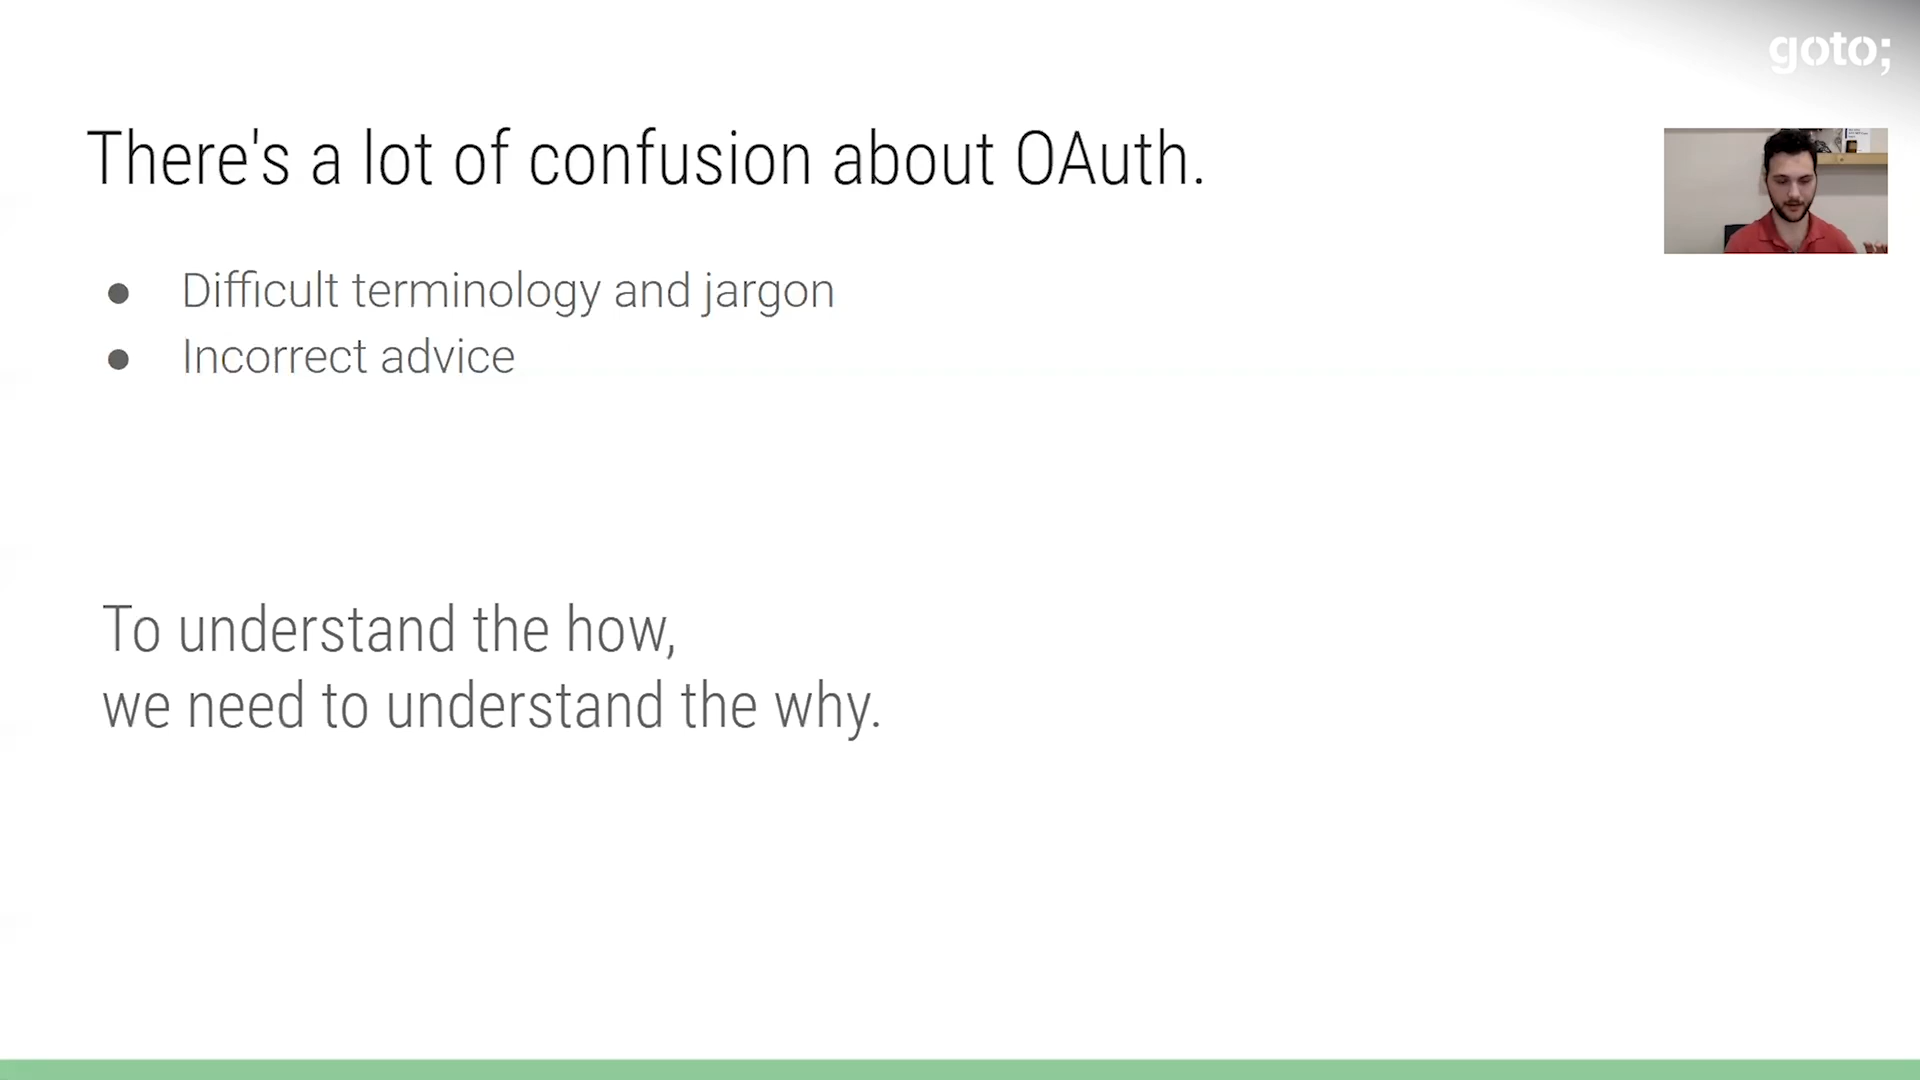 goto;
There's a lot of confusion about OAuth.
● Difficult terminology and jargon
● Incorrect advice
To understand the how,
we need to understand the why.